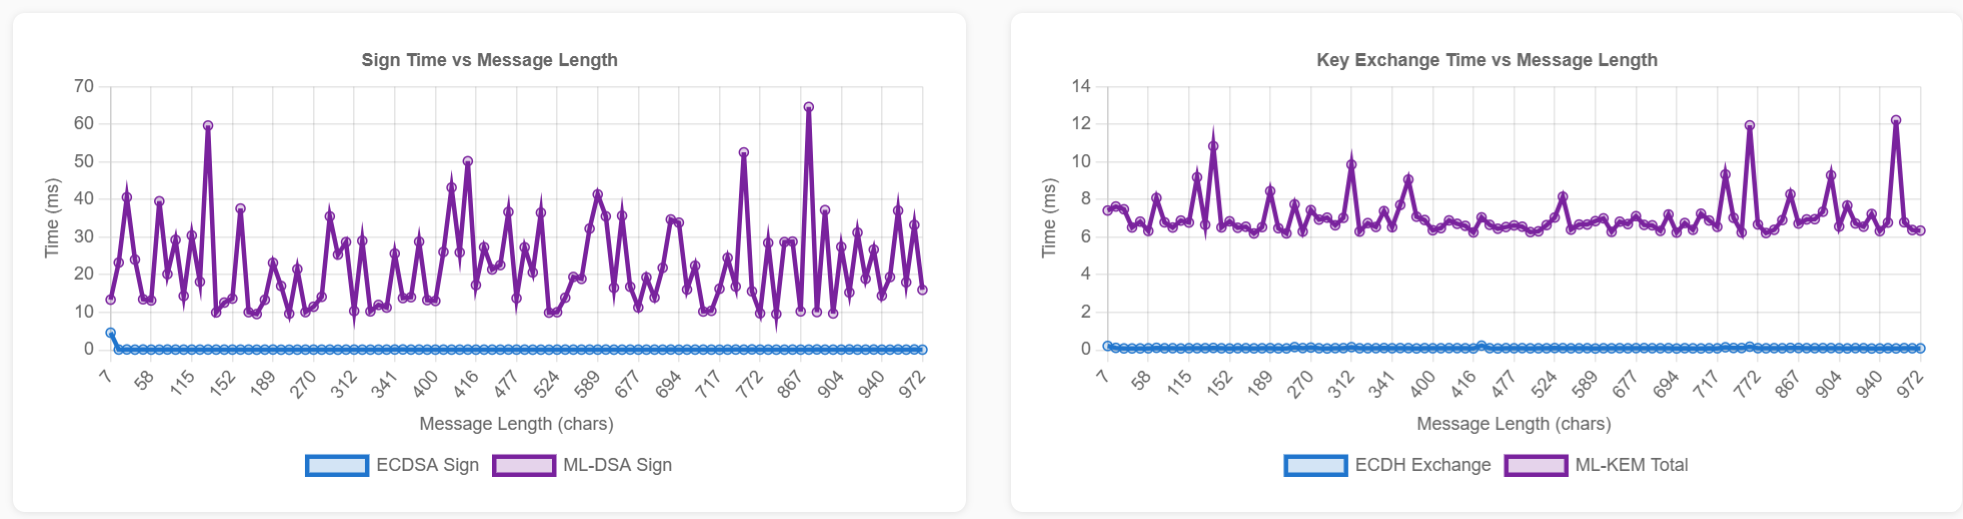 Sign Time vs Message Length
70
60
50
40
30
20
10
0
Time (ms)
7 58 115 152 189 270 312 341 400 416 477 524 589 677 694 717 772 867 904 940 972
Message Length (chars)
ECDSA Sign ML-DSA Sign
Key Exchange Time vs Message Length
14
12
10
8
6
4
2
0
Time (ms)
7 58 115 152 189 270 312 341 400 416 477 524 589 677 694 717 772 867 904 940 972
Message Length (chars)
ECDH Exchange ML-KEM Total